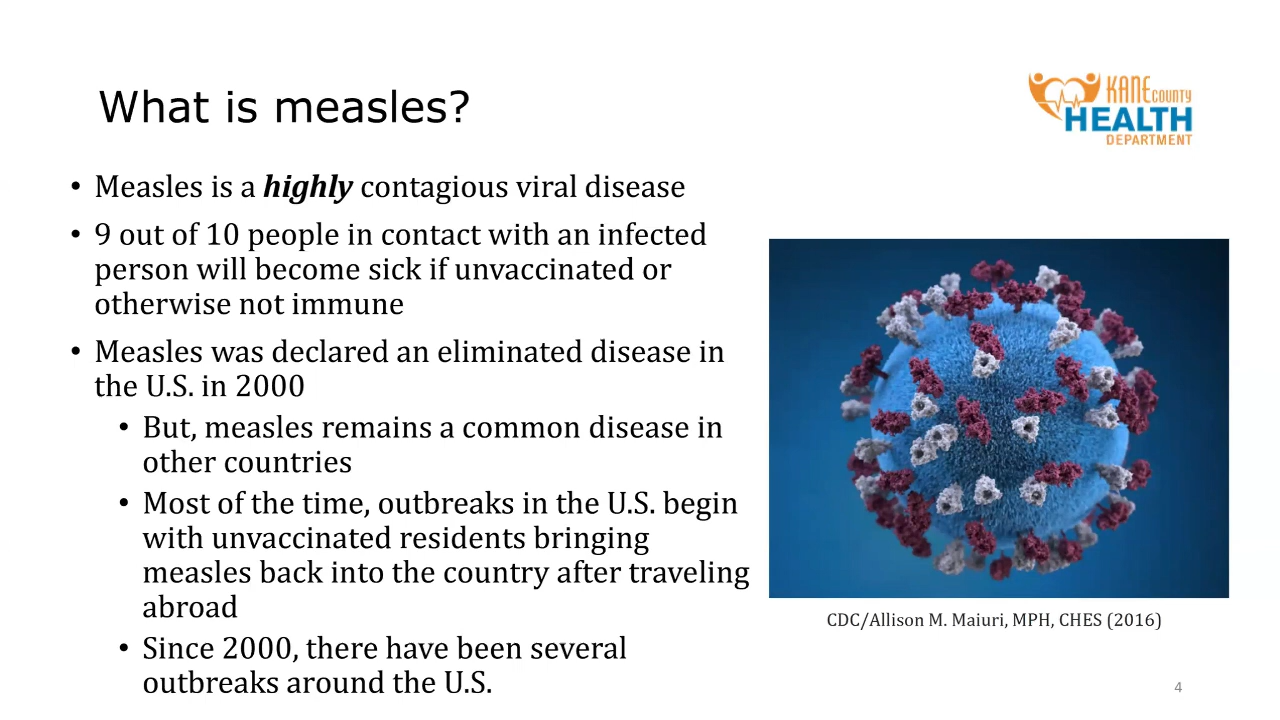 What is measles?
KANE COUNTY
HEALTH
DEPARTMENT
• Measles is a highly contagious viral disease
• 9 out of 10 people in contact with an infected
person will become sick if unvaccinated or
otherwise not immune
• Measles was declared an eliminated disease in
the U.S. in 2000
• But, measles remains a common disease in
other countries
• Most of the time, outbreaks in the U.S. begin
with unvaccinated residents bringing
measles back into the country after traveling
abroad
• Since 2000, there have been several
outbreaks around the U.S.
CDC/Allison M. Maiuri, MPH, CHES (2016)
4